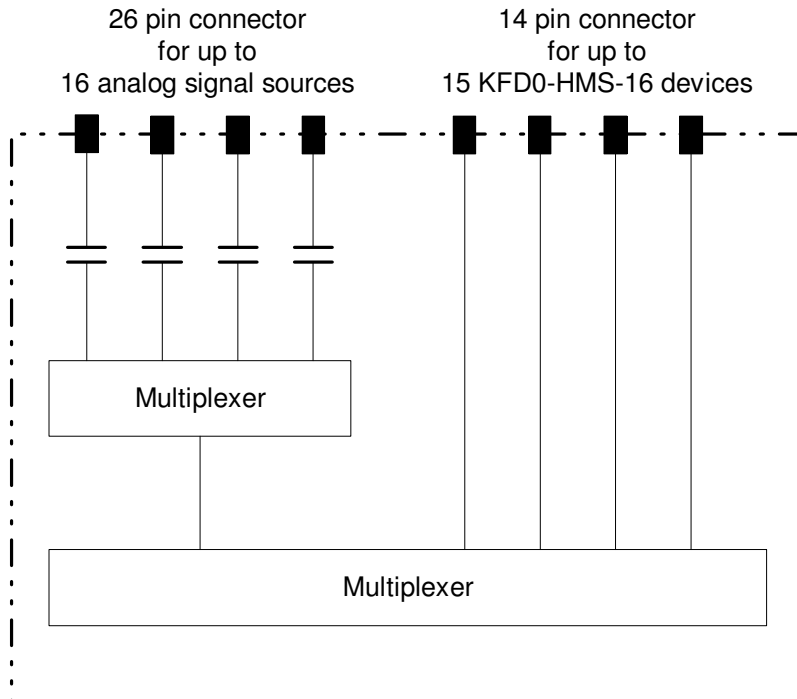 26 pin connector
for up to
16 analog signal sources
14 pin connector
for up to
15 KFD0-HMS-16 devices
Multiplexer
Multiplexer